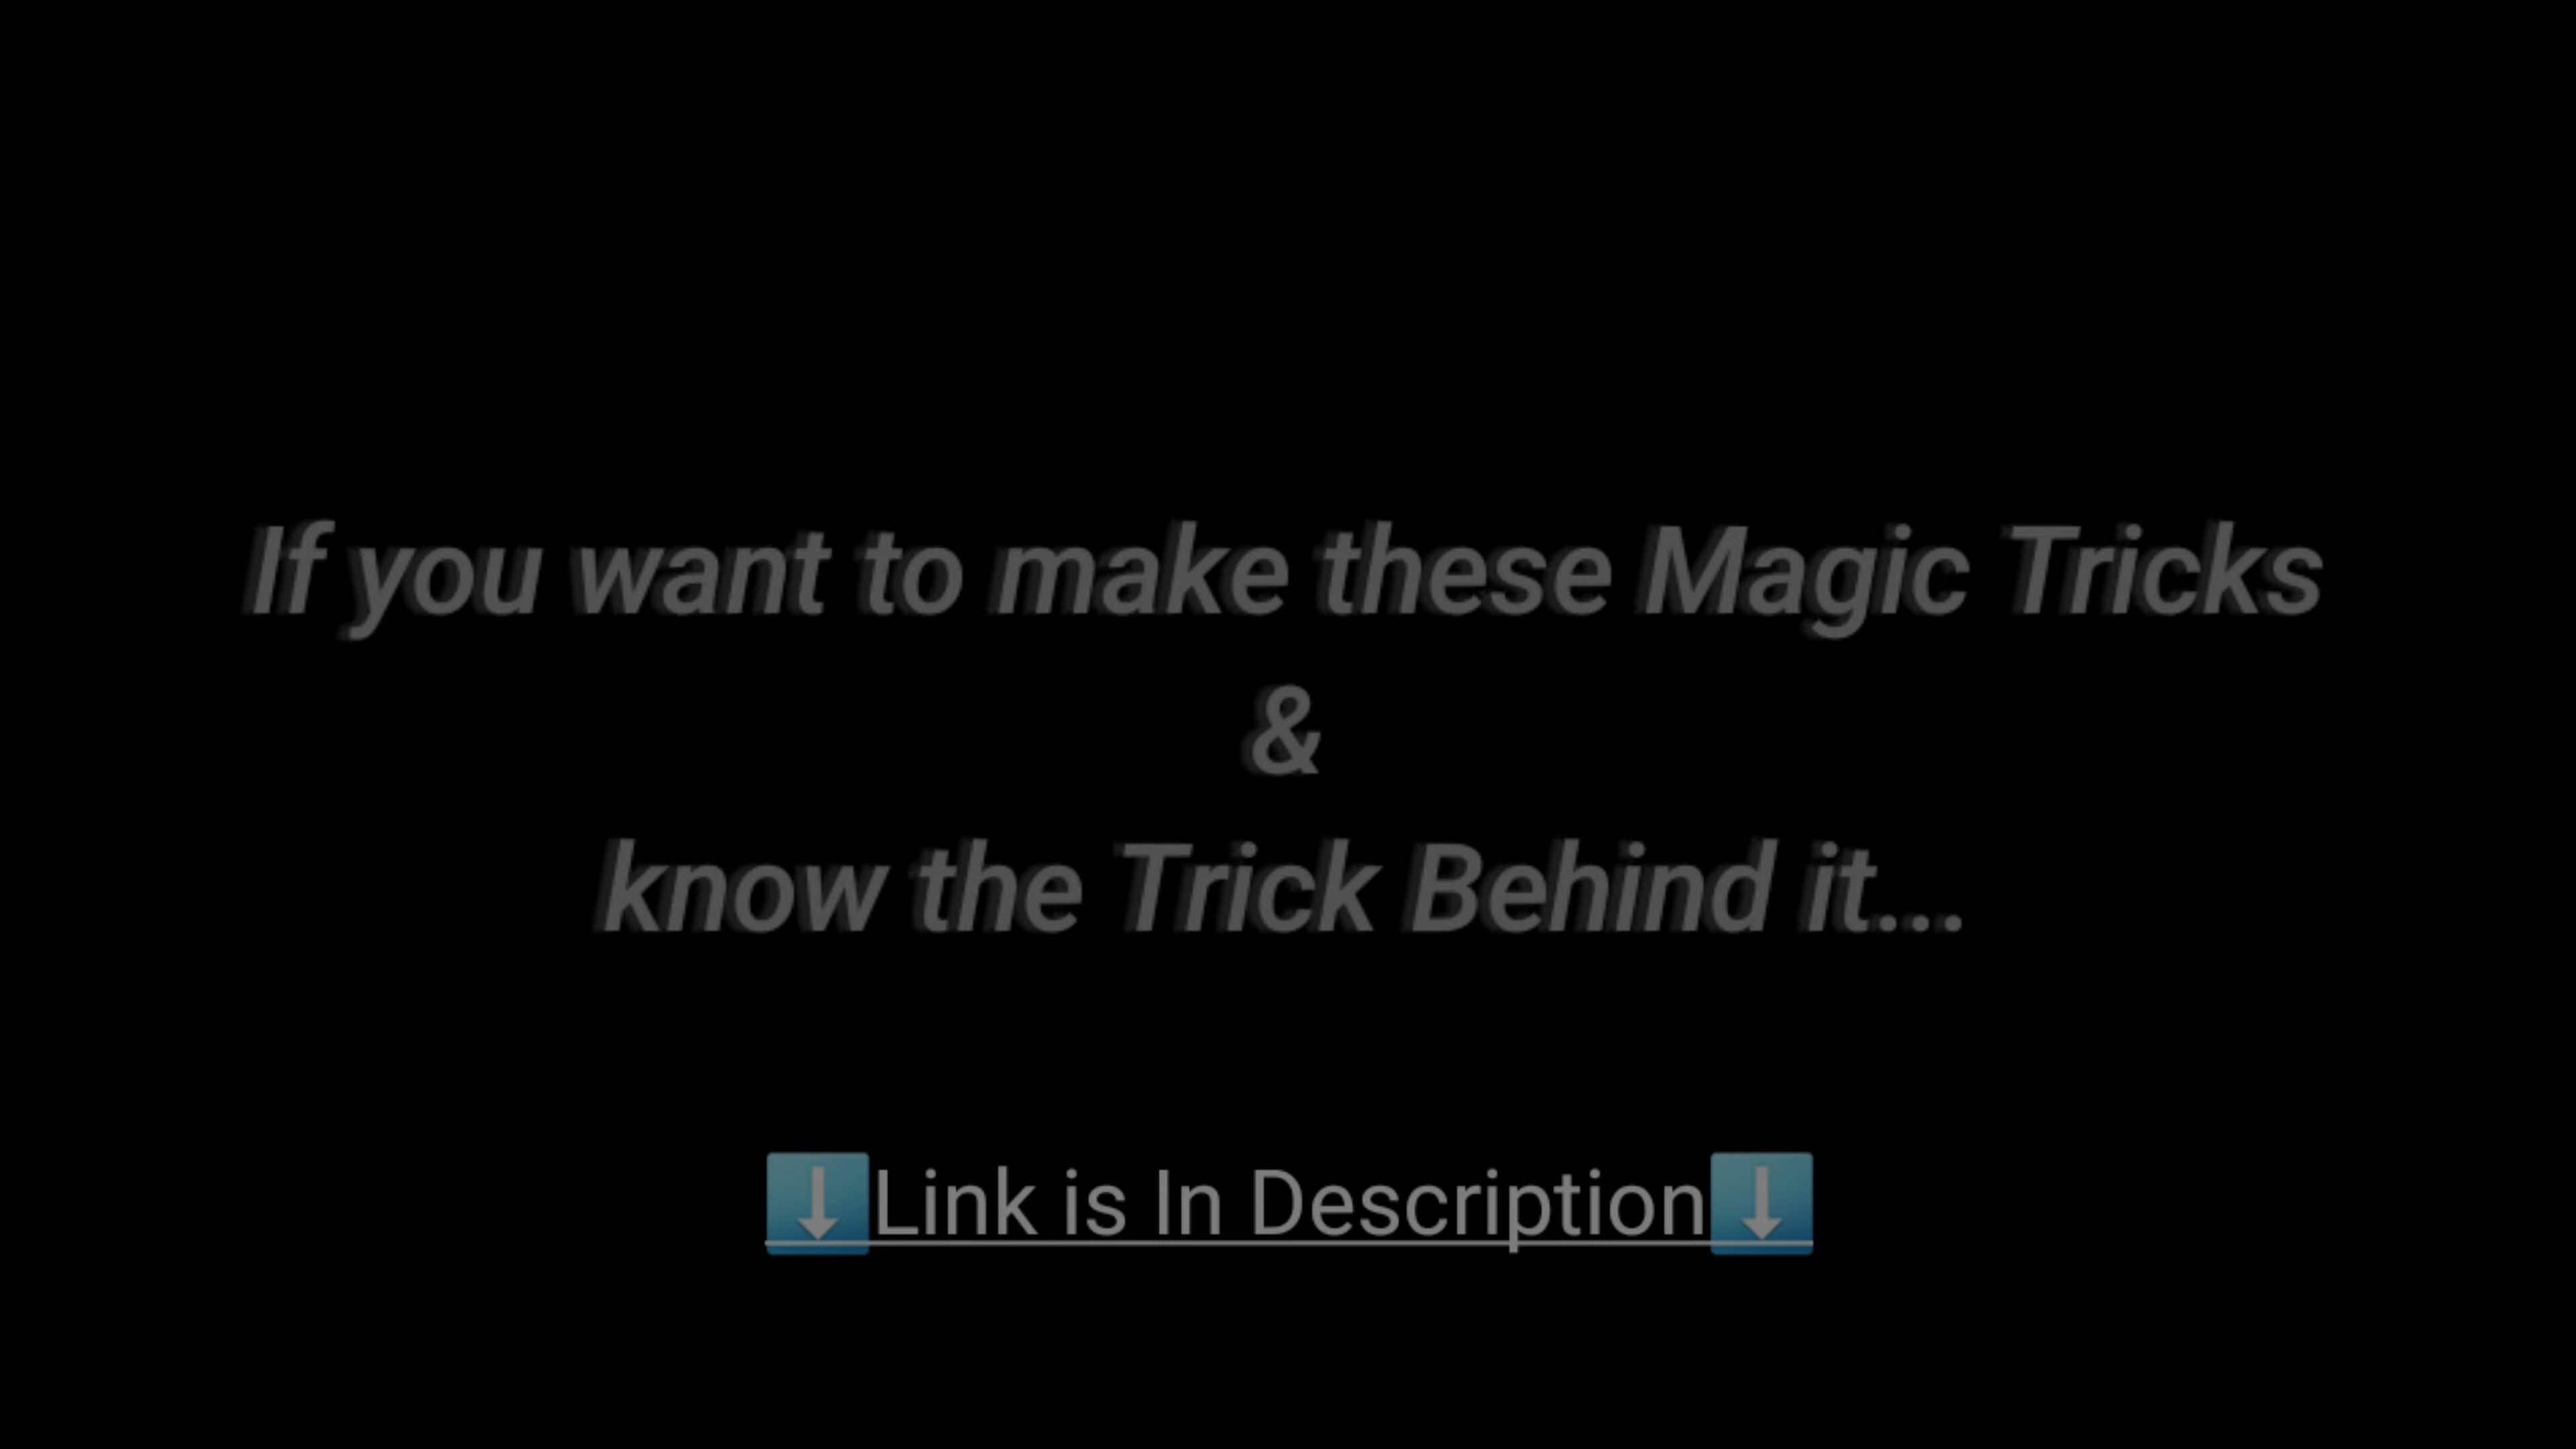 If you want to make these Magic Tricks
&
know the Trick Behind it...
⬇️Link is In Description⬇️